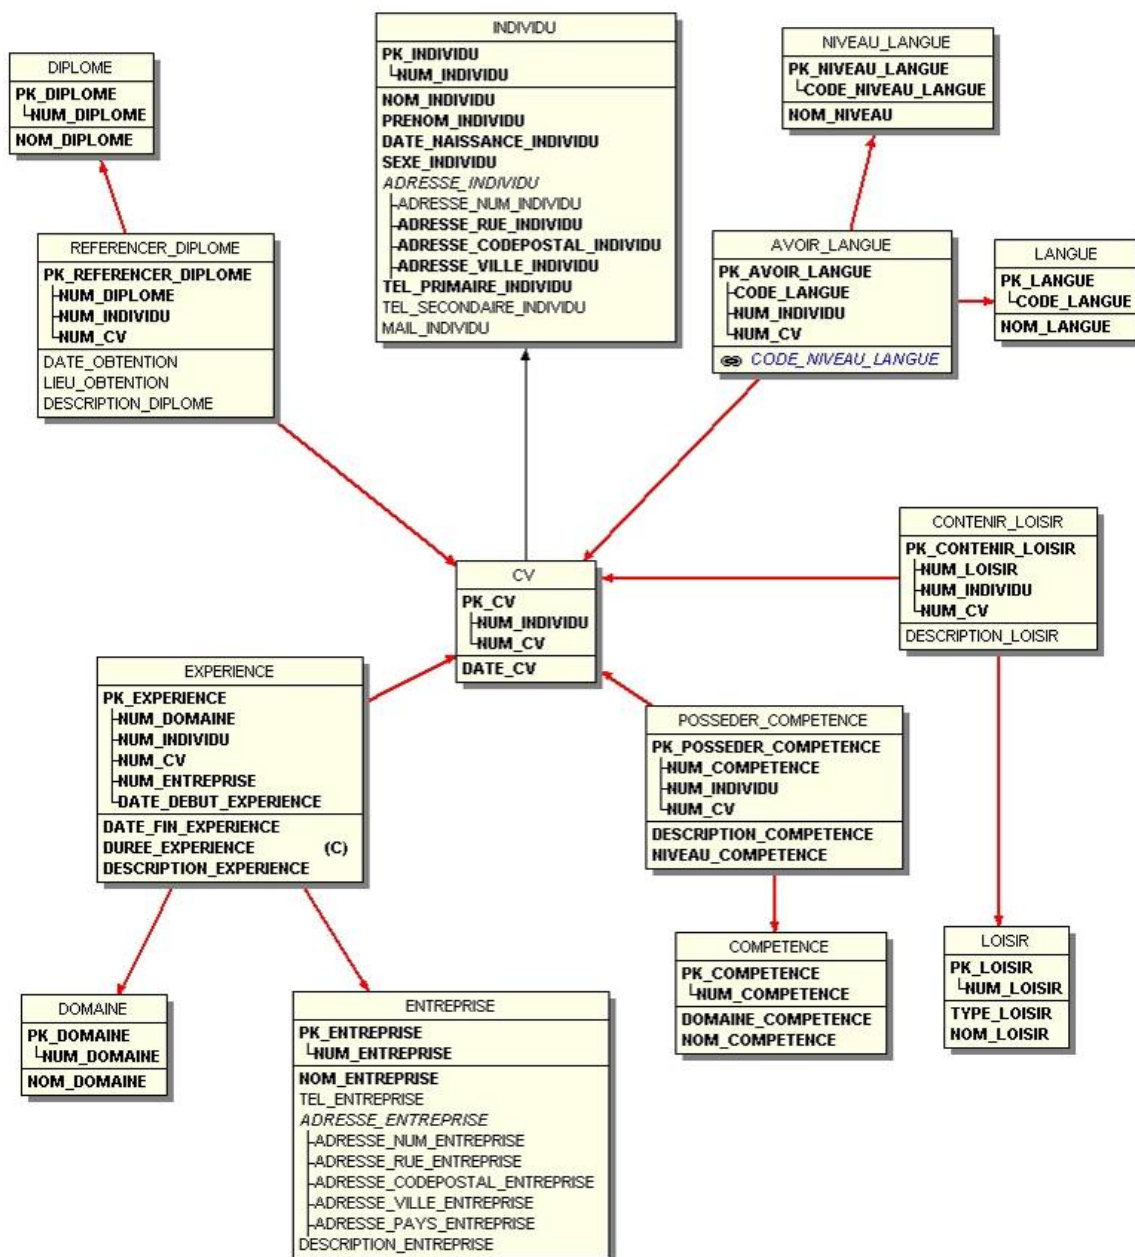 INDIVIDU
PK_INDIVIDU
NUM_INDIVIDU
NOM_INDIVIDU
PRENOM_INDIVIDU
DATE_NAISSANCE_INDIVIDU
SEXE_INDIVIDU
ADRESSE_INDIVIDU
ADRESSE_NUM_INDIVIDU
ADRESSE_RUE_INDIVIDU
ADRESSE_CODEPOSTAL_INDIVIDU
ADRESSE_VILLE_INDIVIDU
TEL_PRIMAIRE_INDIVIDU
TEL_SECONDAIRE_INDIVIDU
MAIL_INDIVIDU
NIVEAU_LANGUE
PK_NIVEAU_LANGUE
CODE_NIVEAU_LANGUE
NOM_NIVEAU
DIPLOME
PK_DIPLOME
NUM_DIPLOME
NOM_DIPLOME
REFERENCER_DIPLOME
PK_REFERENCER_DIPLOME
NUM_DIPLOME
NUM_INDIVIDU
NUM_CV
DATE_OBTENTION
LIEU_OBTENTION
DESCRIPTION_DIPLOME
AVOIR_LANGUE
PK_AVOIR_LANGUE
CODE_LANGUE
NUM_INDIVIDU
NUM_CV
CODE_NIVEAU_LANGUE
LANGUE
PK_LANGUE
CODE_LANGUE
NOM_LANGUE
CONTENIR_LOISIR
PK_CONTENIR_LOISIR
NUM_LOISIR
NUM_INDIVIDU
NUM_CV
DESCRIPTION_LOISIR
CV
PK_CV
NUM_INDIVIDU
NUM_CV
DATE_CV
EXPERIENCE
PK_EXPERIENCE
NUM_DOMAINE
NUM_INDIVIDU
NUM_CV
NUM_ENTREPRISE
DATE_DEBUT_EXPERIENCE
DATE_FIN_EXPERIENCE
DUREE_EXPERIENCE (C)
DESCRIPTION_EXPERIENCE
POSSEDER_COMPETENCE
PK_POSSEDER_COMPETENCE
NUM_COMPETENCE
NUM_INDIVIDU
NUM_CV
DESCRIPTION_COMPETENCE
NIVEAU_COMPETENCE
COMPETENCE
PK_COMPETENCE
NUM_COMPETENCE
DOMAINE_COMPETENCE
NOM_COMPETENCE
LOISIR
PK_LOISIR
NUM_LOISIR
TYPE_LOISIR
NOM_LOISIR
DOMAINE
PK_DOMAINE
NUM_DOMAINE
NOM_DOMAINE
ENTREPRISE
PK_ENTREPRISE
NUM_ENTREPRISE
NOM_ENTREPRISE
TEL_ENTREPRISE
ADRESSE_ENTREPRISE
ADRESSE_NUM_ENTREPRISE
ADRESSE_RUE_ENTREPRISE
ADRESSE_CODEPOSTAL_ENTREPRISE
ADRESSE_VILLE_ENTREPRISE
ADRESSE_PAYS_ENTREPRISE
DESCRIPTION_ENTREPRISE